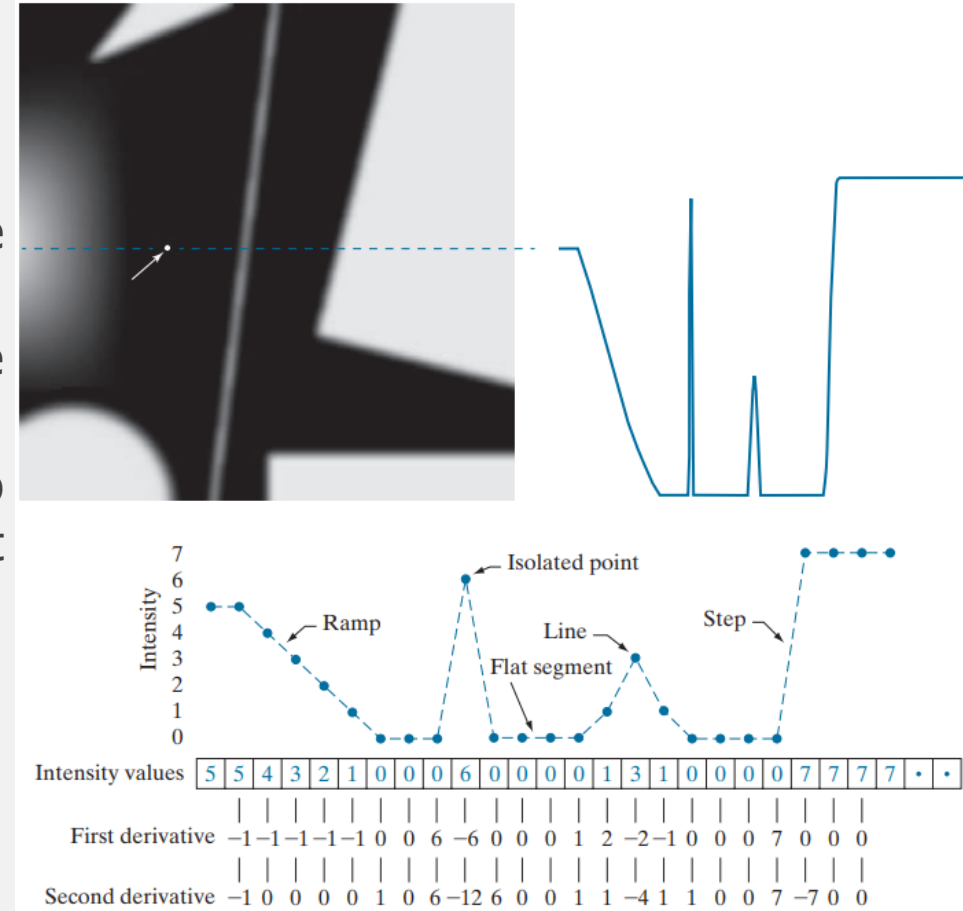 e
e
Intensity
7
6
5
4
3
2
1
0
Isolated point
Ramp
Line
Step
Flat segment
Intensity values 5 5 4 3 2 1 0 0 0 6 0 0 0 0 1 3 1 0 0 0 0 7 7 7 7 · ·
First derivative −1 −1 −1 −1 −1 0 0 6 −6 0 0 0 1 2 −2 −1 0 0 0 7 0 0 0
Second derivative −1 0 0 0 0 1 0 6 −12 6 0 0 1 1 −4 1 1 0 0 7 −7 0 0